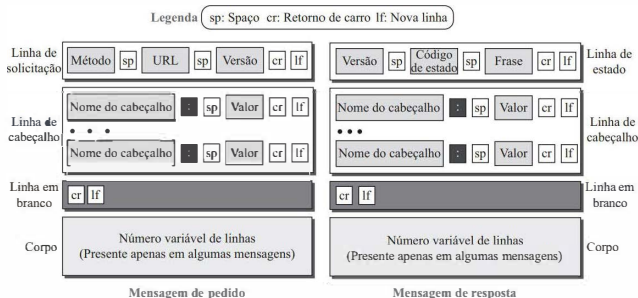 Legenda sp: Spaço cr: Retorno de carro lf: Nova linha
Linha de
solicitação
Método sp URL sp Versão cr lf
Linha de
cabeçalho
Nome do cabeçalho : sp Valor cr lf
• • •
Nome do cabeçalho : sp Valor cr lf
Linha em
branco
cr lf
Corpo
Número variável de linhas
(Presente apenas em algumas mensagens)
Mensagem de pedido
Versão sp Código
de estado sp Frase cr lf
Linha de
estado
Nome do cabeçalho : sp Valor cr lf
•••
Nome do cabeçalho : sp Valor cr lf
Linha de
cabeçalho
cr lf
Linha em
branco
Número variável de linhas
(Presente apenas em algumas mensagens)
Corpo
Mensagem de resposta